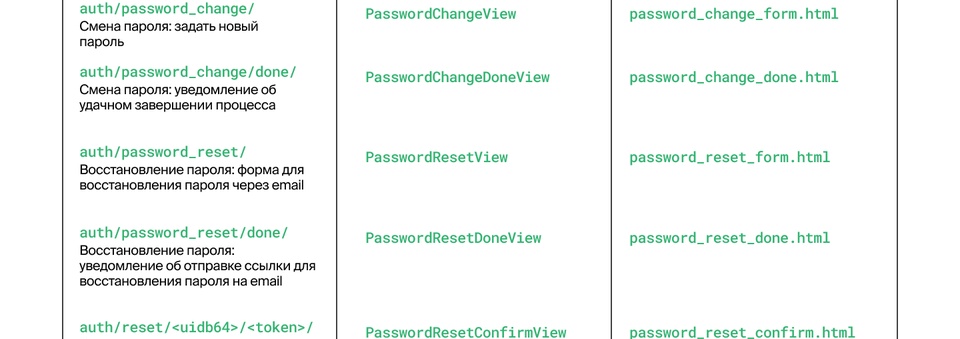 auth/password_change/
PasswordChangeView
password_change_form.html
Смена пароля: задать новый
пароль
auth/password_change/done/
PasswordChangeDoneView
password_change_done.html
Смена пароля: уведомление об
удачном завершении процесса
auth/password_reset/
PasswordResetView
password_reset_form.html
Восстановление пароля: форма для
восстановления пароля через email
auth/password_reset/done/
PasswordResetDoneView
password_reset_done.html
Восстановление пароля:
уведомление об отправке ссылки для
восстановления пароля на email
auth/reset/<uidb64>/<token>/
PasswordResetConfirmView
password_reset_confirm.html